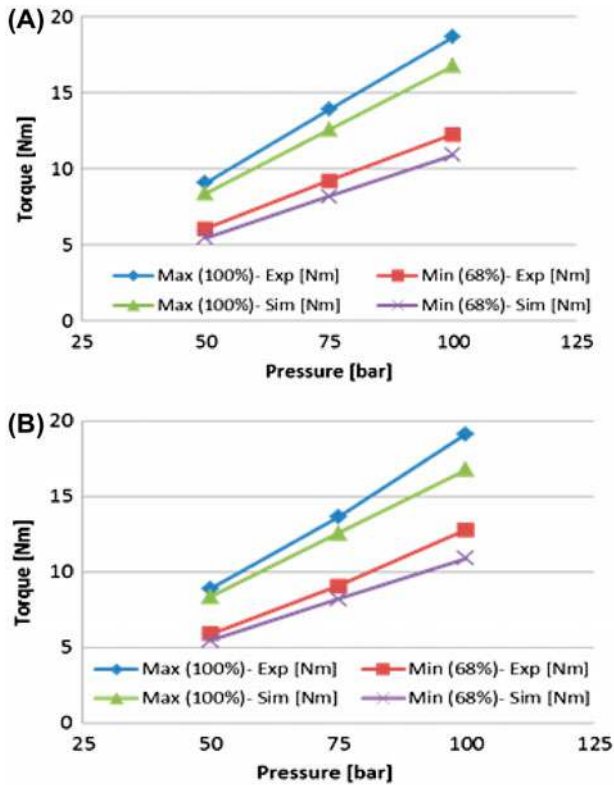 (A)
20
15
10
5
0
Torque [Nm]
Max (100%)- Exp [Nm]
Min (68%)- Exp [Nm]
Max (100%)- Sim [Nm]
Min (68%)- Sim [Nm]
25 50 75 100 125
Pressure [bar]
(B)
20
15
10
5
0
Torque [Nm]
Max (100%)- Exp [Nm]
Min (68%)- Exp [Nm]
Max (100%)- Sim [Nm]
Min (68%)- Sim [Nm]
25 50 75 100 125
Pressure [bar]